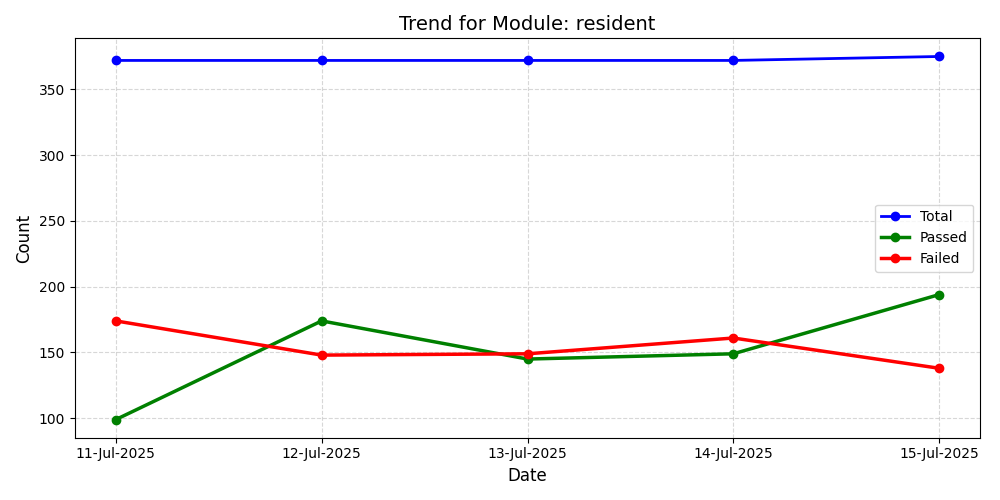 Trend for Module: resident
Count
350
300
250
200
150
100
Total
Passed
Failed
11-Jul-2025 12-Jul-2025 13-Jul-2025 14-Jul-2025 15-Jul-2025
Date